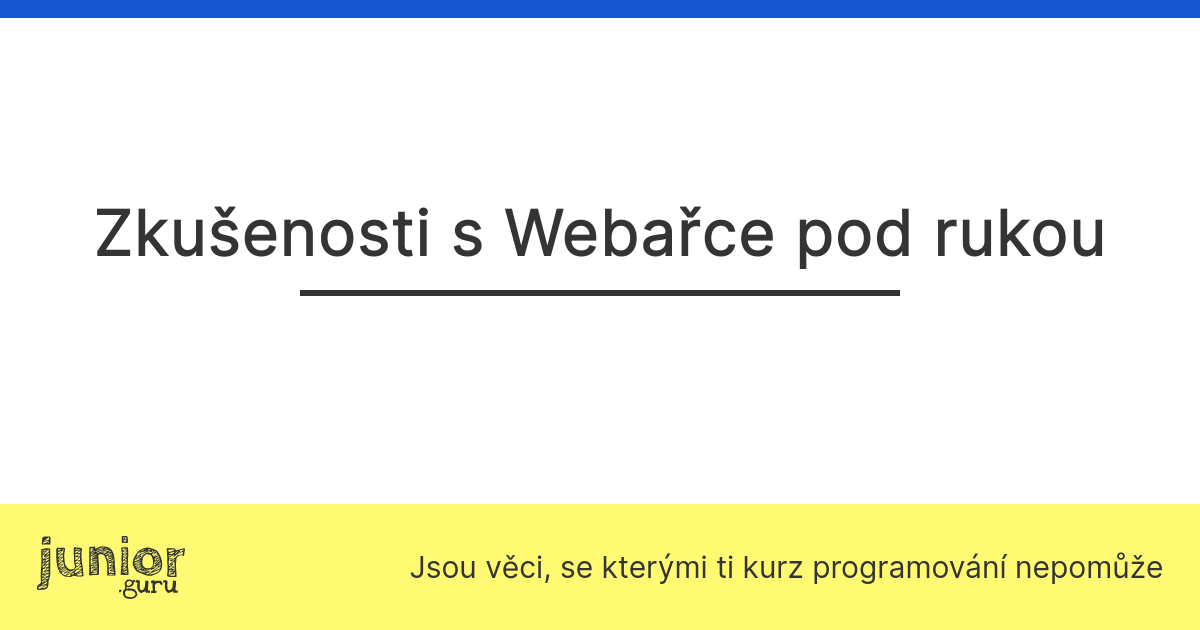 Zkušenosti s Webařce pod rukou
junior
.guru
Jsou věci, se kterými ti kurz programování nepomůže